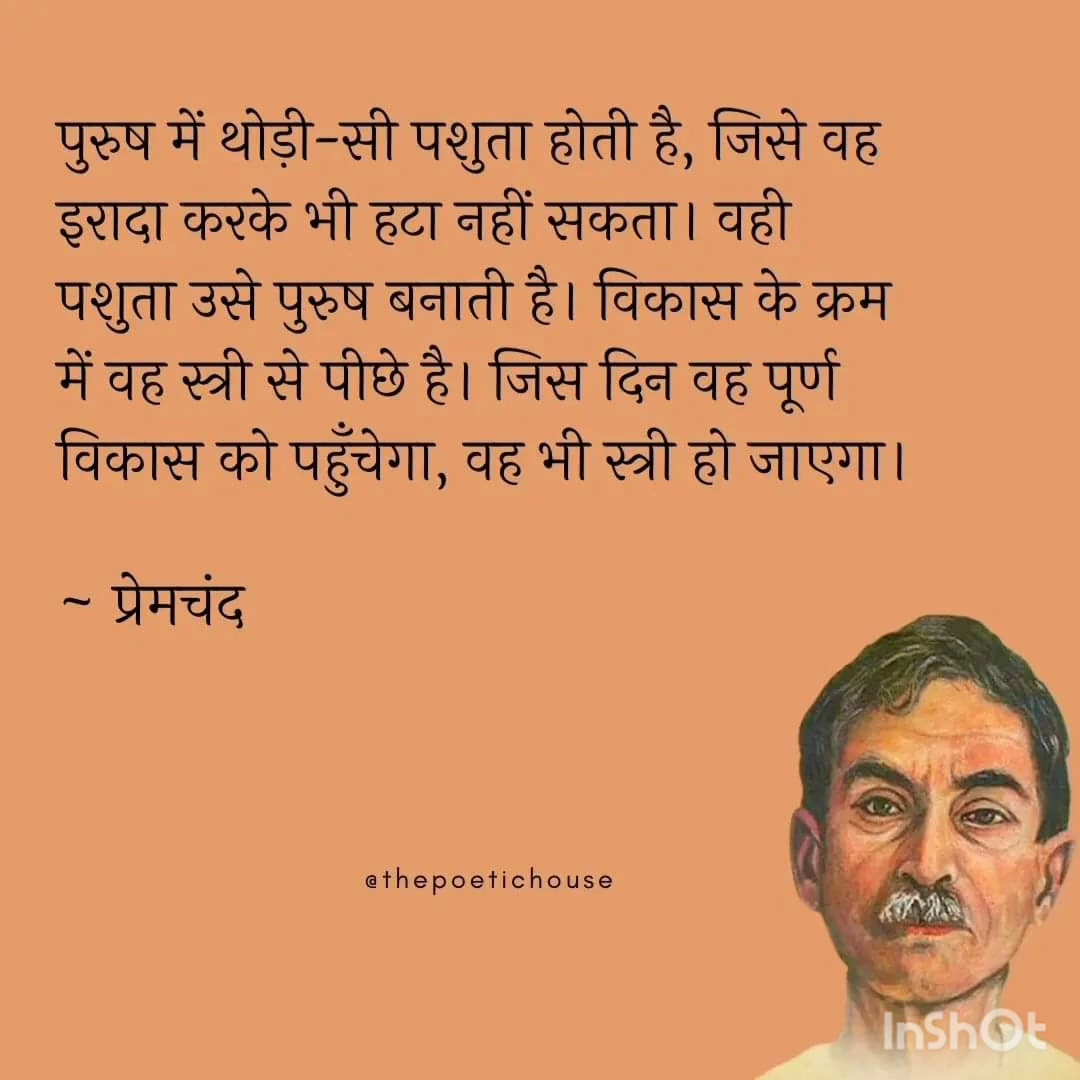 पुरुष में थोड़ी-सी पशुता होती है, जिसे वह
इरादा करके भी हटा नहीं सकता। वही
पशुता उसे पुरुष बनाती है। विकास के क्रम
में वह स्त्री से पीछे है। जिस दिन वह पूर्ण
विकास को पहुँचेगा, वह भी स्त्री हो जाएगा।
~ प्रेमचंद
@thepoetichouse
InShOt